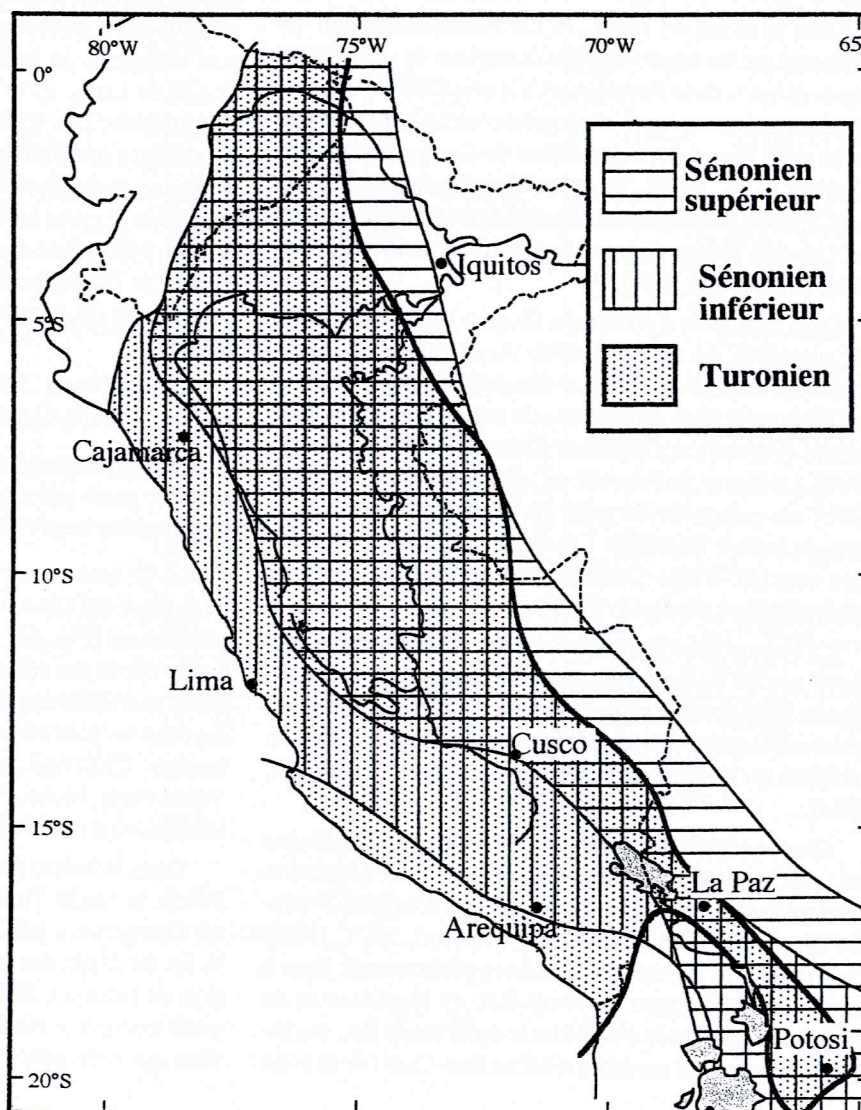 80°W
75°W
70°W
65
0°
Sénonien
supérieur
Iquitos
Sénonien
inférieur
5°S
Turonien
Cajamarca
10°S
Lima
Cusco
15°S
La Paz
Arequipa
Potosi
20°S